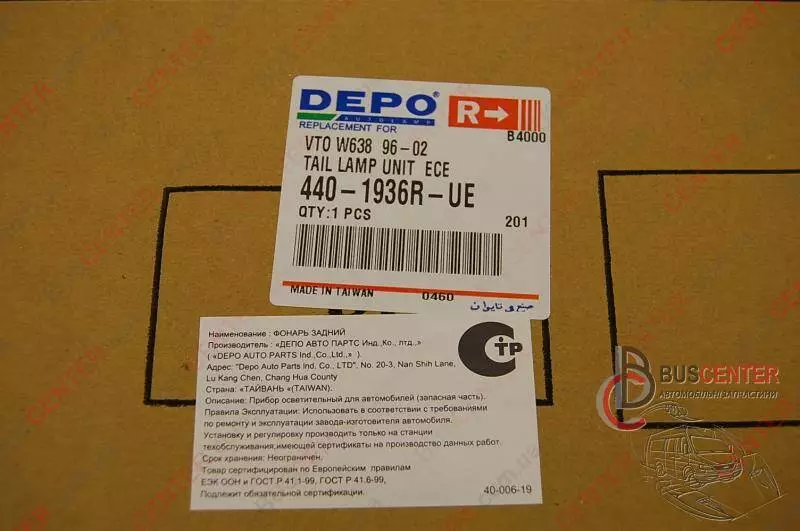 DEPO®
AUTOLAMP
REPLACEMENT FOR
R
B4000
VTO W638 96-02
TAIL LAMP UNIT ECE
440-1936R-UE
QTY:1 PCS
201
MADE IN TAIWAN
0460
Наименование : ФОНАРЬ ЗАДНИЙ
Производитель : «ДЕПО АВТО ПАРТС Инд.,Ко., лтд.,»
( «DEPO AUTO PARTS Ind.,Co.,Ltd.,» ).
Адрес: "Depo Auto Parts Ind. Co., LTD", No. 20-3, Nan Shih Lane,
Lu Kang Chen, Chang Hua County
Страна: «ТАЙВАНЬ «(TAIWAN).
Описание: Прибор осветительный для автомобилей (запасная часть).
Правила Эксплуатации: Использовать в соответствии с требованиями
по ремонту и эксплуатации завода-изготовителя автомобиля.
Установку и регулировку производить только на станции
техобслуживания,имеющей сертификат на производство данных работ.
Срок хранения: Неограничен.
Товар сертифицирован по Европейским правилам
ЕЭК ООН и ГОСТ Р 41.1-99, ГОСТ Р 41.6-99,
Подлежит обязательной сертификации.
40-006-19
СТР
BUSCENTER
АВТОМОБІЛЬНІ ЗАПЧАСТИНИ